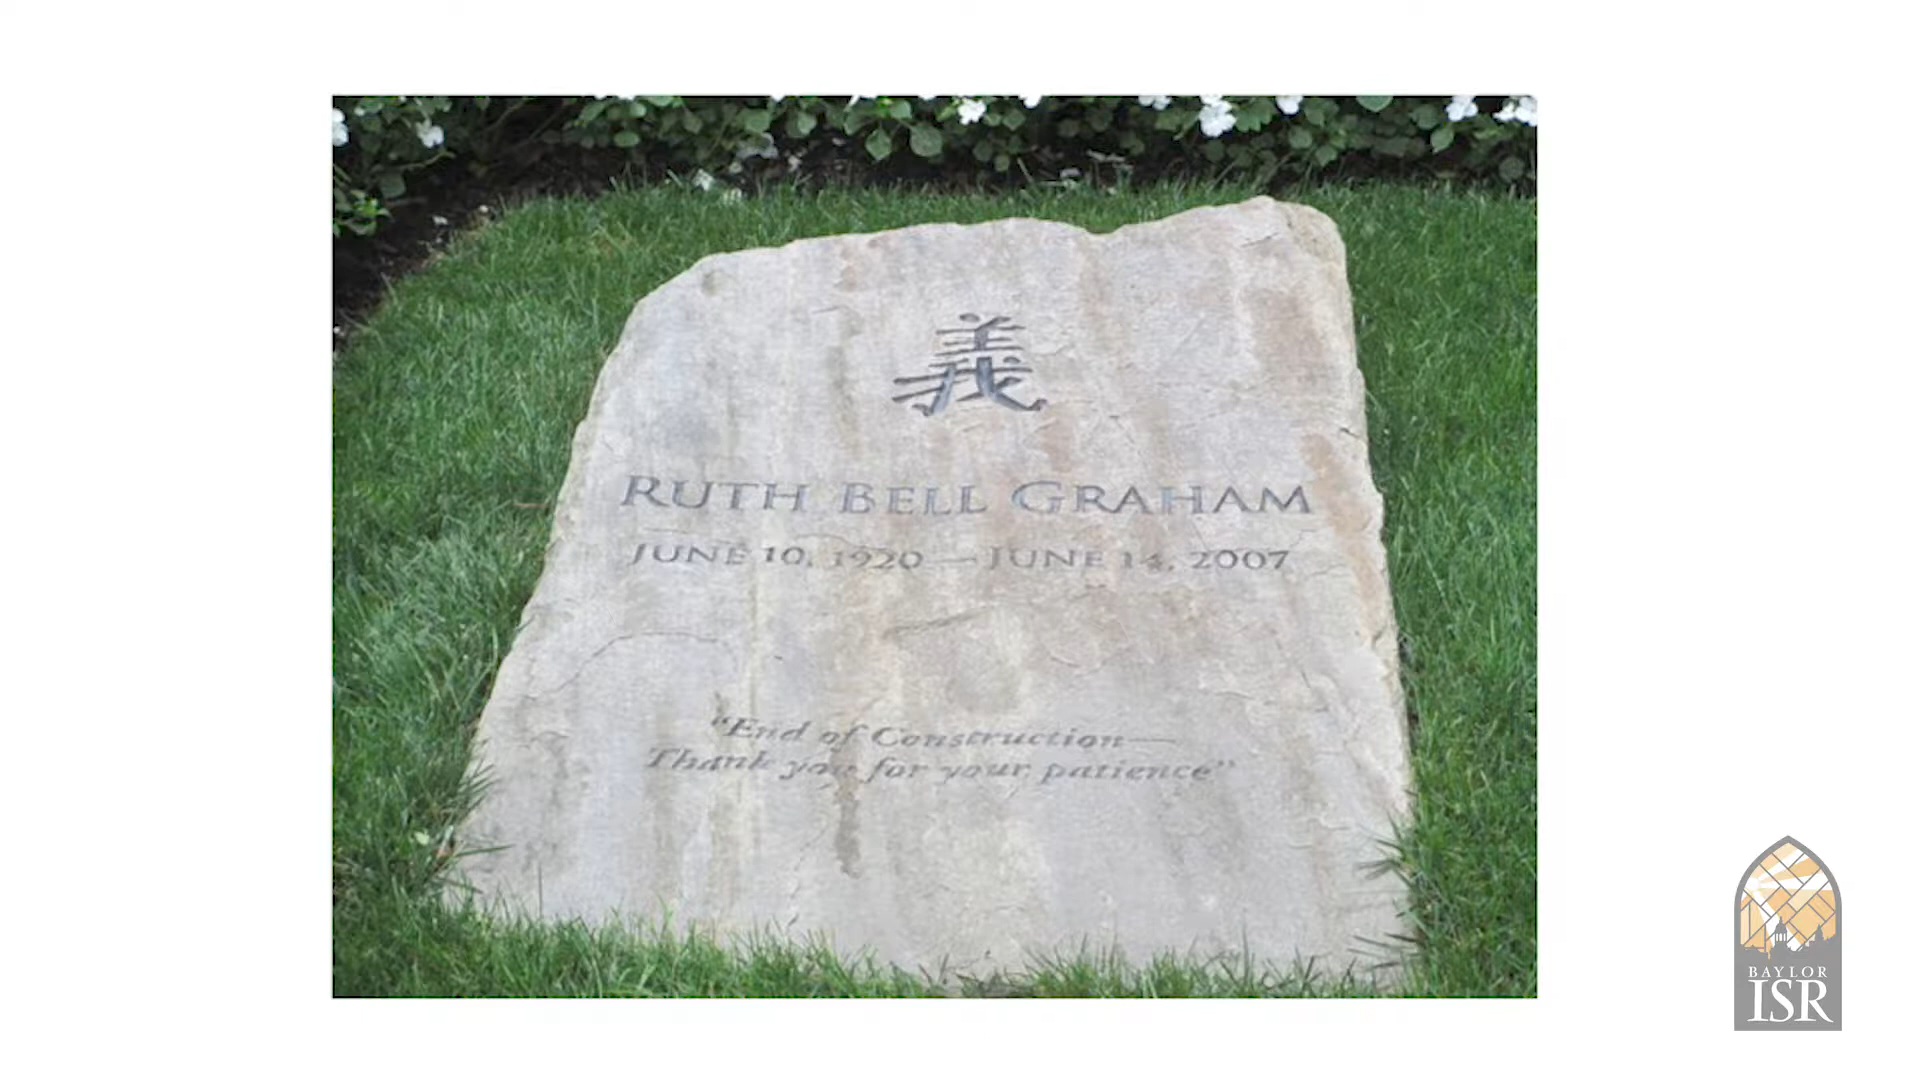 義
RUTH BELL GRAHAM
JUNE 10, 1920 — JUNE 14, 2007
“End of Construction—
Thank you for your patience”
BAYLOR
ISR